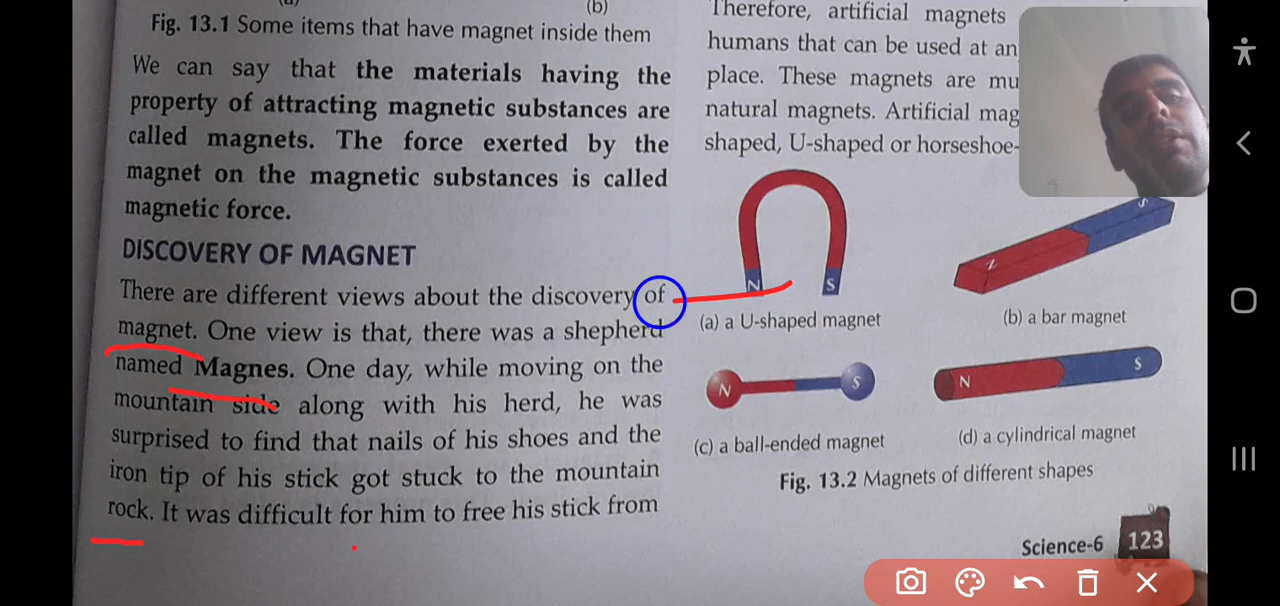 (b)
Fig. 13.1 Some items that have magnet inside them
We can say that the materials having the
property of attracting magnetic substances are
called magnets. The force exerted by the
magnet on the magnetic substances is called
magnetic force.
DISCOVERY OF MAGNET
There are different views about the discovery of
magnet. One view is that, there was a shepherd
named Magnes. One day, while moving on the
mountain side along with his herd, he was
surprised to find that nails of his shoes and the
iron tip of his stick got stuck to the mountain
rock. It was difficult for him to free his stick from
Therefore, artificial magnets
humans that can be used at an
place. These magnets are mu
natural magnets. Artificial mag
shaped, U-shaped or horseshoe-
N S
(a) a U-shaped magnet
N S
(b) a bar magnet
N S
(c) a ball-ended magnet
N S
(d) a cylindrical magnet
Fig. 13.2 Magnets of different shapes
Science-6 123